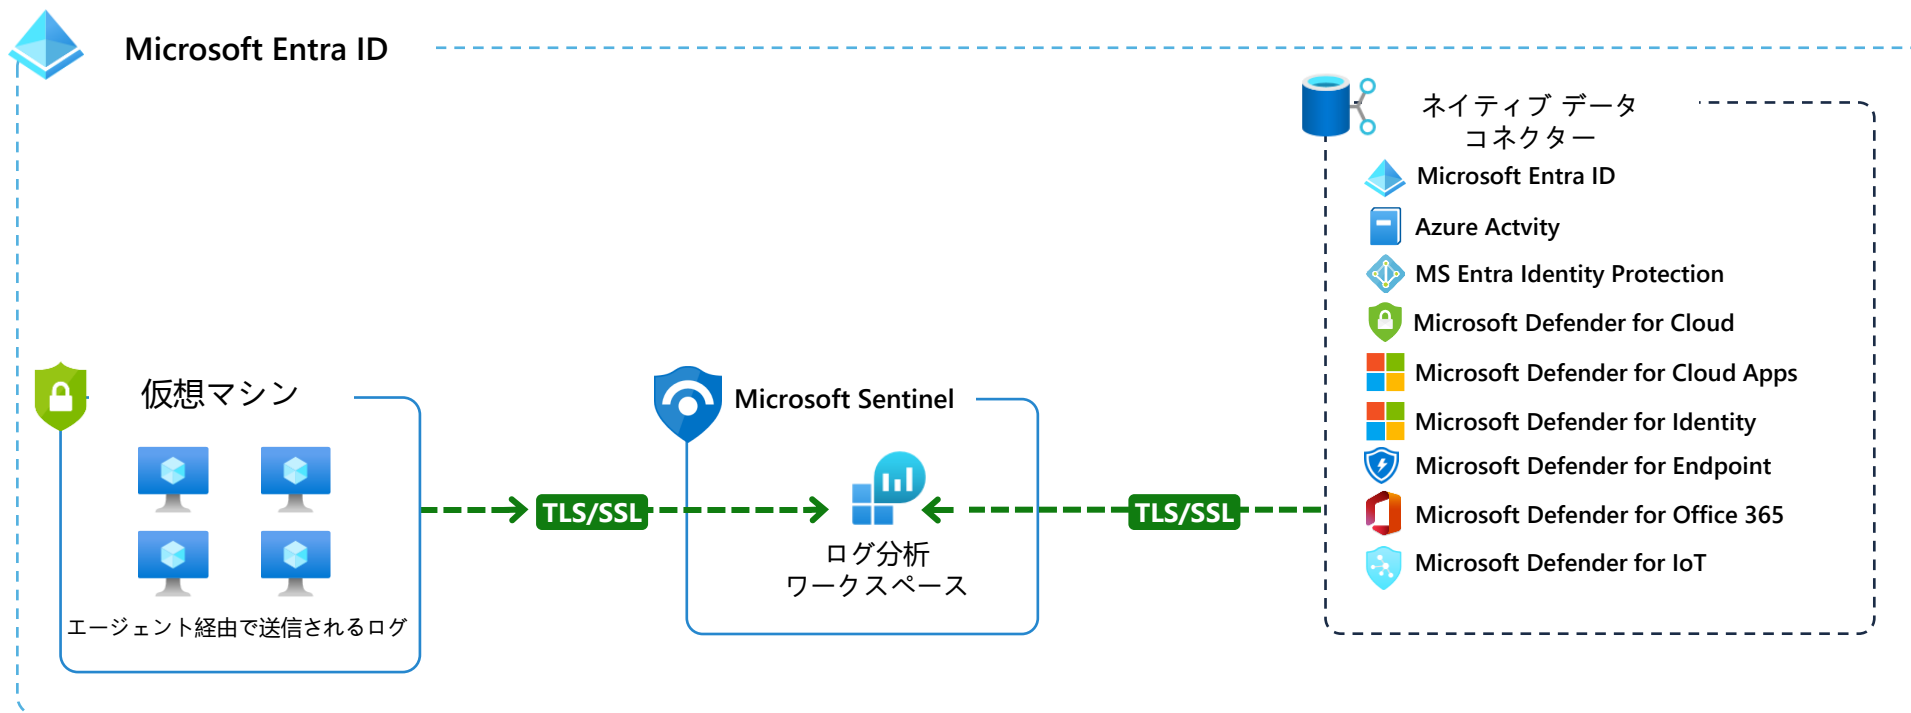 Microsoft Entra ID
ネイティブ データ
コネクター
Microsoft Entra ID
Azure Actvity
MS Entra Identity Protection
Microsoft Defender for Cloud
Microsoft Defender for Cloud Apps
Microsoft Defender for Identity
Microsoft Defender for Endpoint
Microsoft Defender for Office 365
Microsoft Defender for IoT
仮想マシン
エージェント経由で送信されるログ
TLS/SSL
Microsoft Sentinel
ログ分析
ワークスペース
TLS/SSL